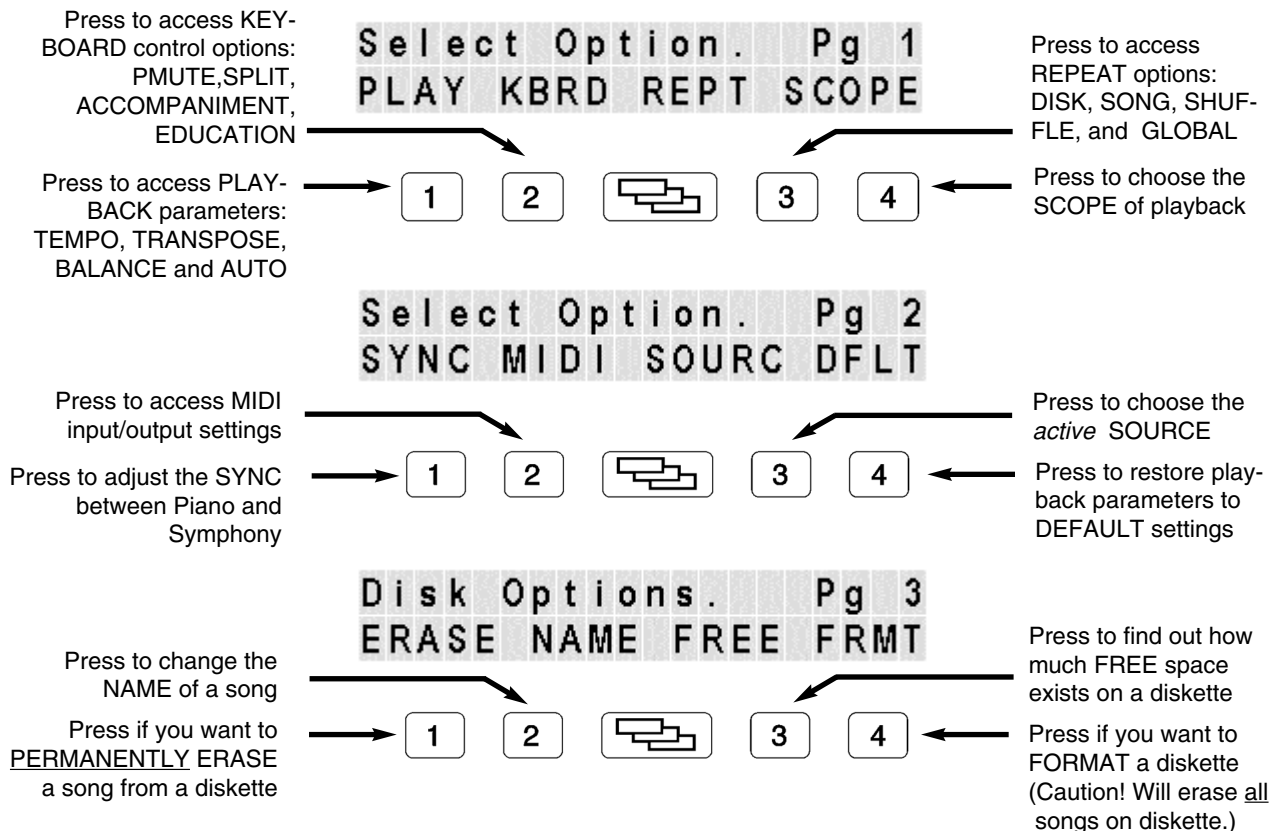 Press to access KEY-
BOARD control options:
PMUTE,SPLIT,
ACCOMPANIMENT,
EDUCATION
Press to access PLAY-
BACK parameters:
TEMPO, TRANSPOSE,
BALANCE and AUTO
Select Option. Pg 1
PLAY KBRD REPT SCOPE
1 2 3 4
Press to access
REPEAT options:
DISK, SONG, SHUF-
FLE, and GLOBAL
Press to choose the
SCOPE of playback
Select Option. Pg 2
SYNC MIDI SOURC DFLT
Press to access MIDI
input/output settings
Press to adjust the SYNC
between Piano and
Symphony
1 2 3 4
Press to choose the
active SOURCE
Press to restore play-
back parameters to
DEFAULT settings
Disk Options. Pg 3
ERASE NAME FREE FRMT
Press to change the
NAME of a song
Press if you want to
PERMANENTLY ERASE
a song from a diskette
1 2 3 4
Press to find out how
much FREE space
exists on a diskette
Press if you want to
FORMAT a diskette
(Caution! Will erase all
songs on diskette.)